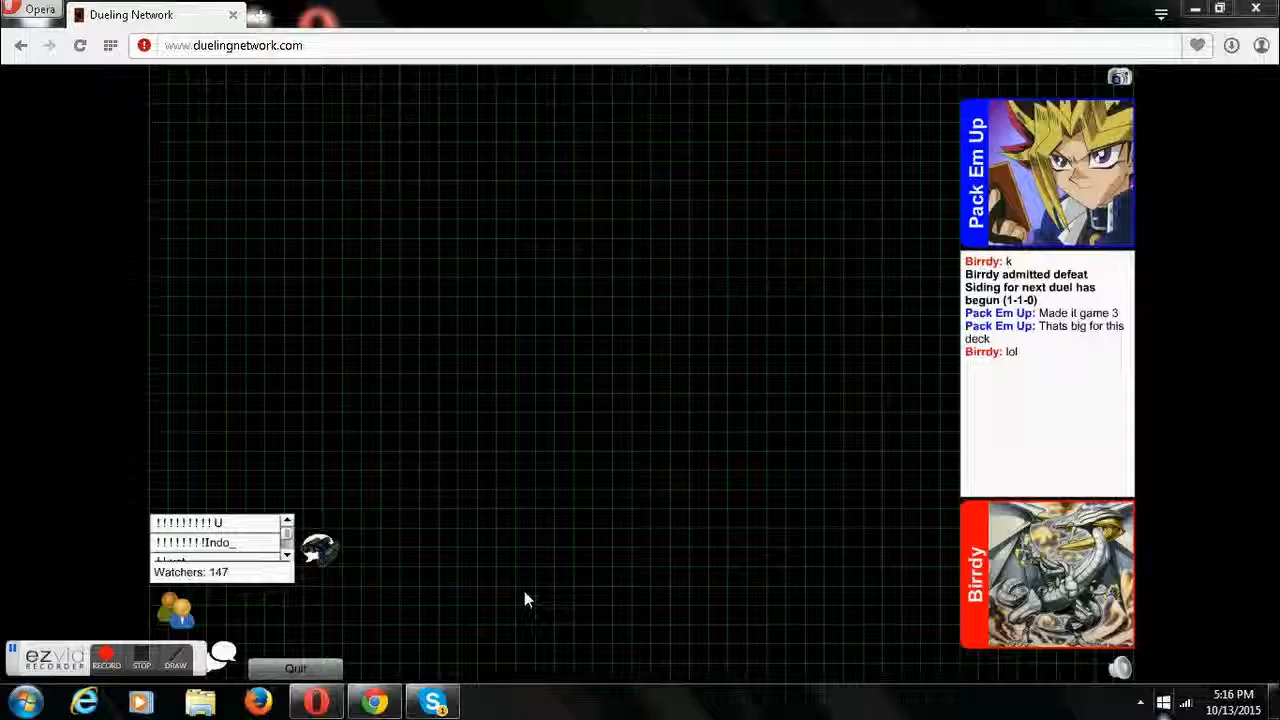 Opera
Dueling Network
www.duelingnetwork.com
Pack Em Up
Birrdy: k
Birrdy admitted defeat
Siding for next duel has
begun (1-1-0)
Pack Em Up: Made it game 3
Pack Em Up: Thats big for this
deck
Birrdy: lol
!!!!!!!!!U
!!!!!!!!Indo_
Watchers: 147
Birrdy
ezvid
RECORDER
RECORD
STOP
DRAW
Quit
5:16 PM
10/13/2015